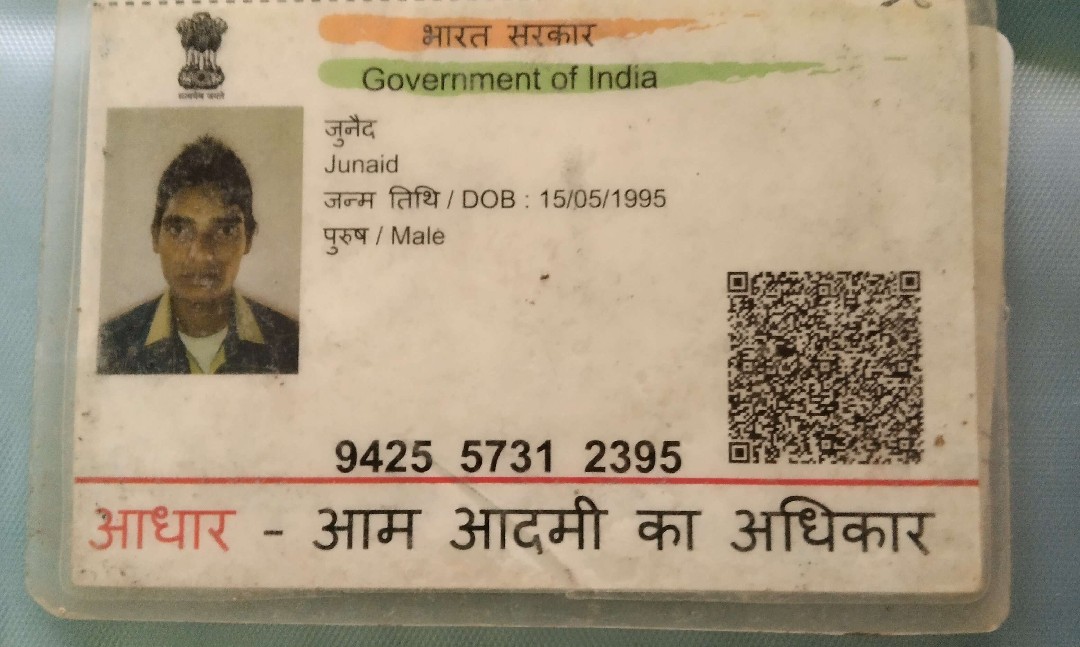 भारत सरकार
Government of India
जुनैद
Junaid
जन्म तिथि / DOB : 15/05/1995
पुरुष / Male
9425 5731 2395
आधार - आम आदमी का अधिकार